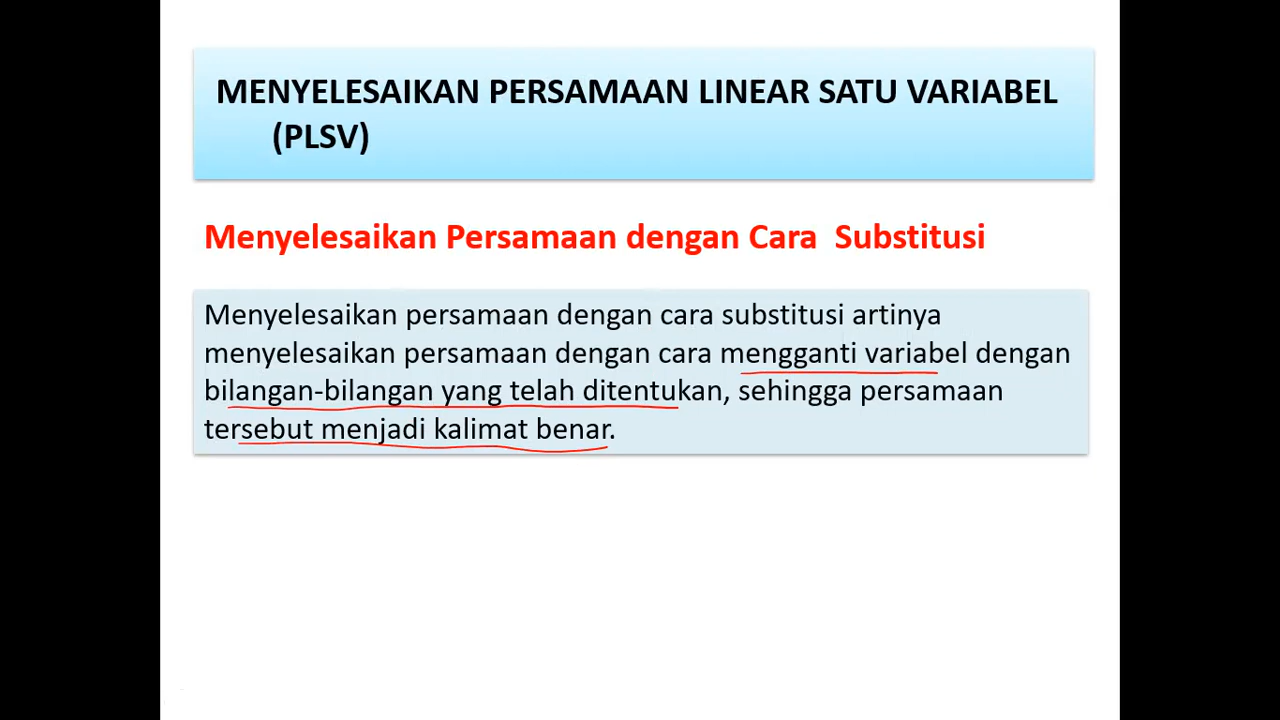 MENYELESAIKAN PERSAMAAN LINEAR SATU VARIABEL
(PLSV)
Menyelesaikan Persamaan dengan Cara Substitusi
Menyelesaikan persamaan dengan cara substitusi artinya
menyelesaikan persamaan dengan cara mengganti variabel dengan
bilangan-bilangan yang telah ditentukan, sehingga persamaan
tersebut menjadi kalimat benar.